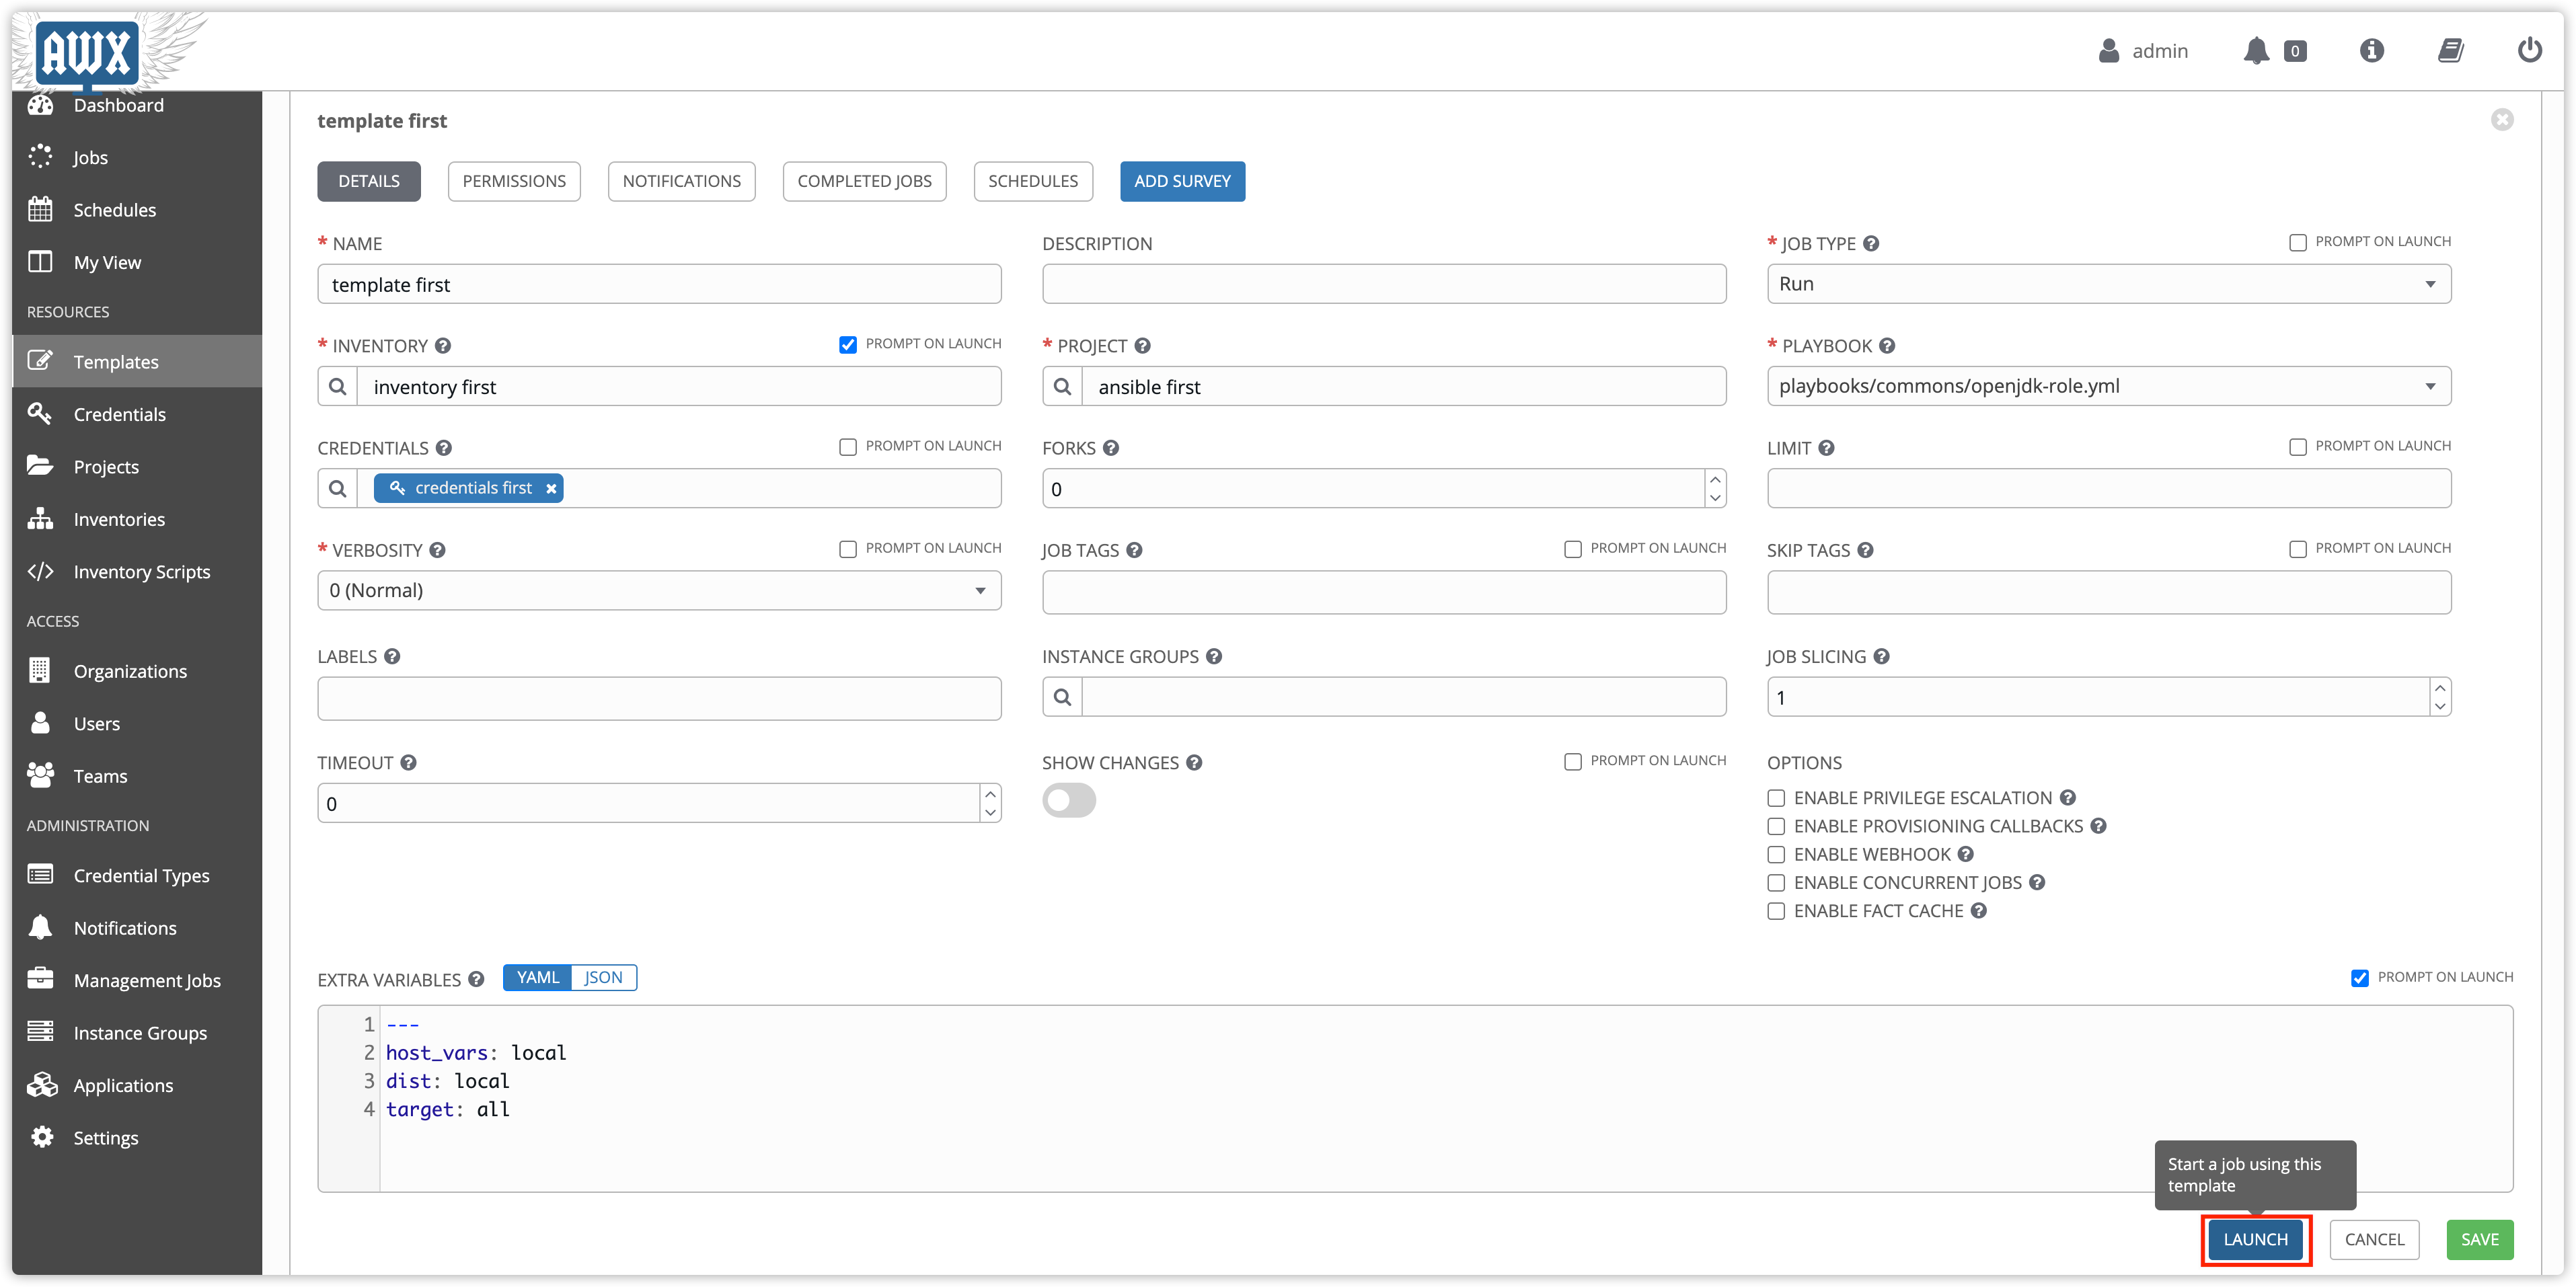 AWX
admin
0
Dashboard
Jobs
Schedules
My View
RESOURCES
Templates
Credentials
Projects
Inventories
Inventory Scripts
ACCESS
Organizations
Users
Teams
ADMINISTRATION
Credential Types
Notifications
Management Jobs
Instance Groups
Applications
Settings
template first
DETAILS PERMISSIONS NOTIFICATIONS COMPLETED JOBS SCHEDULES ADD SURVEY
* NAME
template first
DESCRIPTION
* JOB TYPE PROMPT ON LAUNCH
Run
* INVENTORY PROMPT ON LAUNCH
inventory first
* PROJECT
ansible first
* PLAYBOOK
playbooks/commons/openjdk-role.yml
CREDENTIALS PROMPT ON LAUNCH
credentials first
FORKS
0
LIMIT PROMPT ON LAUNCH
* VERBOSITY PROMPT ON LAUNCH
0 (Normal)
JOB TAGS PROMPT ON LAUNCH
SKIP TAGS PROMPT ON LAUNCH
LABELS
INSTANCE GROUPS
JOB SLICING
1
TIMEOUT
0
SHOW CHANGES PROMPT ON LAUNCH
OPTIONS
ENABLE PRIVILEGE ESCALATION
ENABLE PROVISIONING CALLBACKS
ENABLE WEBHOOK
ENABLE CONCURRENT JOBS
ENABLE FACT CACHE
EXTRA VARIABLES YAML JSON PROMPT ON LAUNCH
1 ---
2 host_vars: local
3 dist: local
4 target: all
Start a job using this
template
LAUNCH CANCEL SAVE